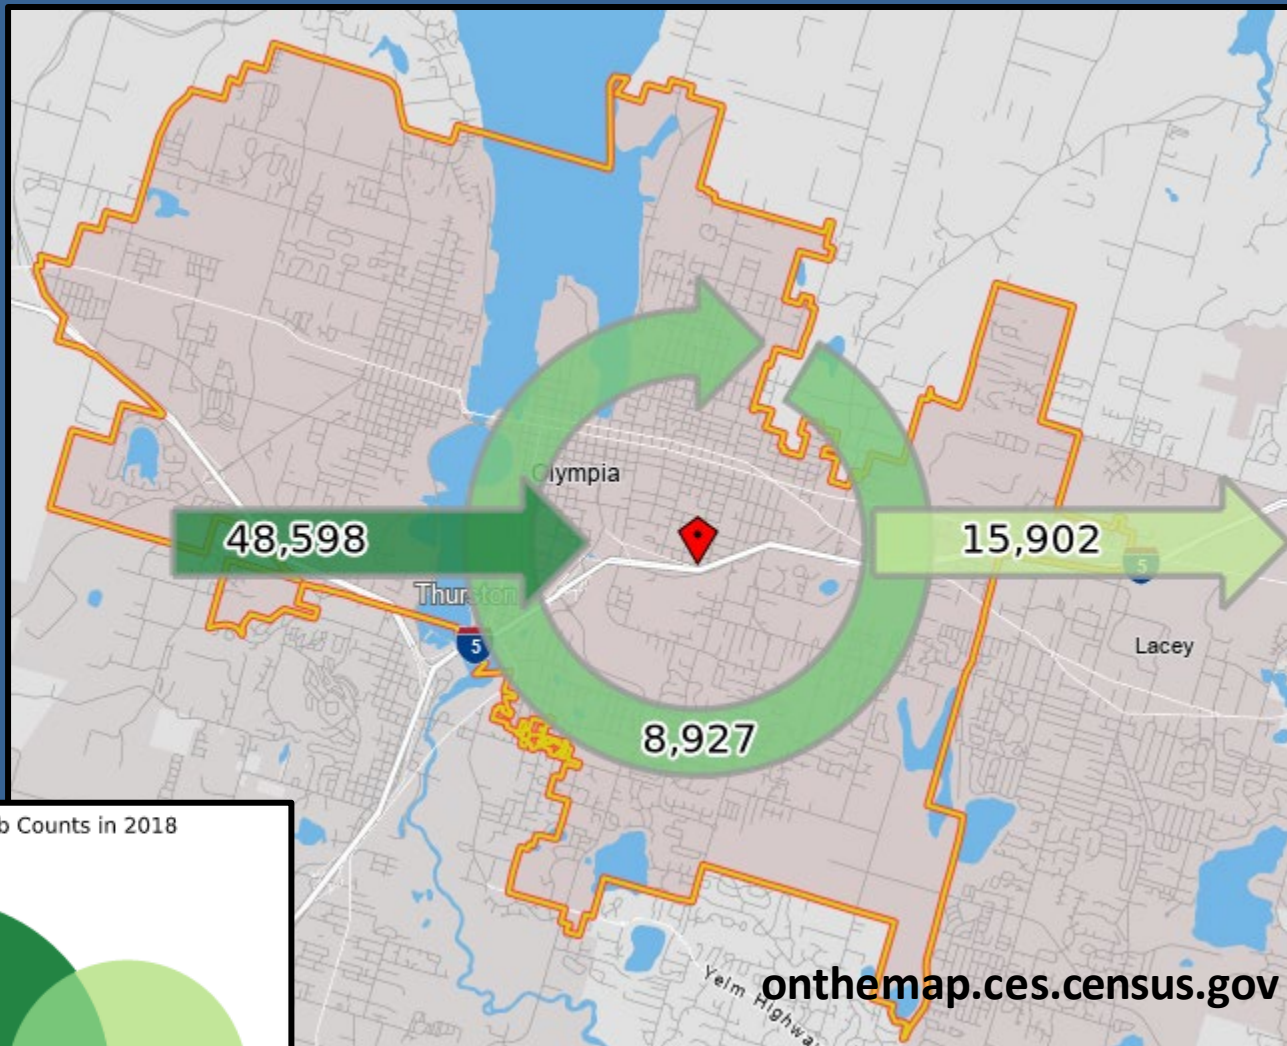 Olympia
48,598
15,902
5
Thurston
5
Lacey
8,927
Counts in 2018
Yelm
onthemap.ces.census.gov